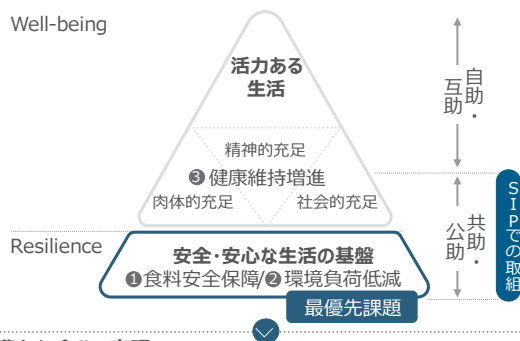 Well-being
活力ある
生活
精神的充足
❸健康維持増進
肉体的充足
社会的充足
自助・
互助
共助・
公助
SIPでの取組
Resilience
安全・安心な生活の基盤
❶食料安全保障/❷環境負荷低減
最優先課題